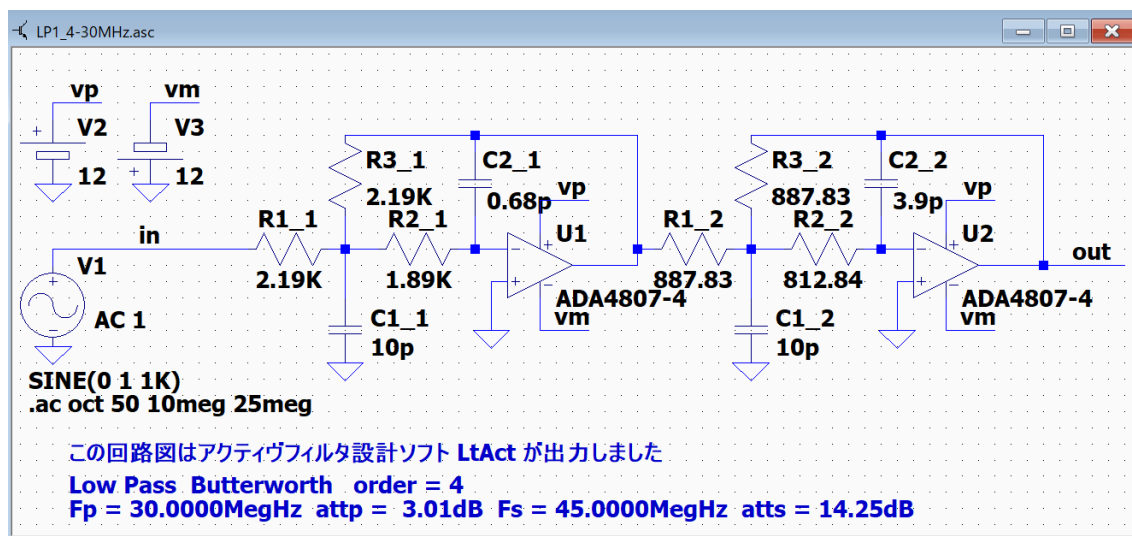 LP1_4-30MHz.asc
vp
vm
V2
V3
12
12
R3_1
2.19K
C2_1
0.68p
vp
R3_2
887.83
C2_2
3.9p
vp
in
R1_1
2.19K
R2_1
1.89K
U1
ADA4807-4
vm
R1_2
887.83
R2_2
812.84
U2
ADA4807-4
vm
out
V1
AC 1
C1_1
10p
C1_2
10p
SINE(0 1 1K)
.ac oct 50 10meg 25meg
この回路図はアクティヴフィルタ設計ソフト LtAct が出力しました
Low Pass Butterworth order = 4
Fp = 30.0000MegHz attp = 3.01dB Fs = 45.0000MegHz atts = 14.25dB